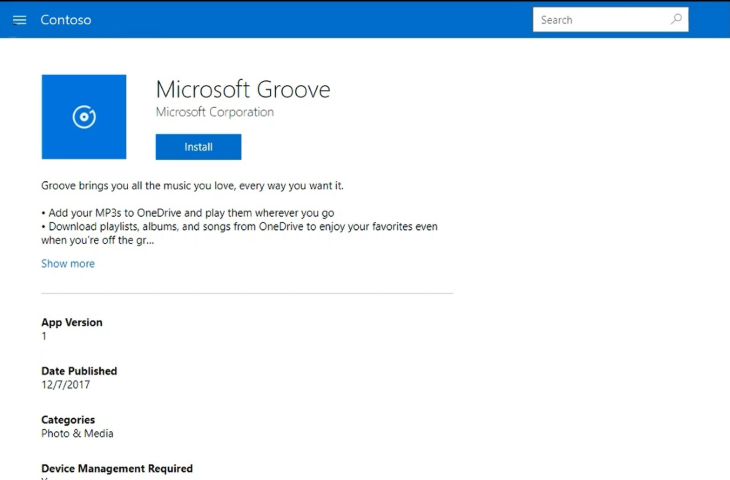 Contoso
Search
Microsoft Groove
Microsoft Corporation
Install
Groove brings you all the music you love, every way you want it.
• Add your MP3s to OneDrive and play them wherever you go
• Download playlists, albums, and songs from OneDrive to enjoy your favorites even
when you're off the gr...
Show more
App Version
1
Date Published
12/7/2017
Categories
Photo & Media
Device Management Required